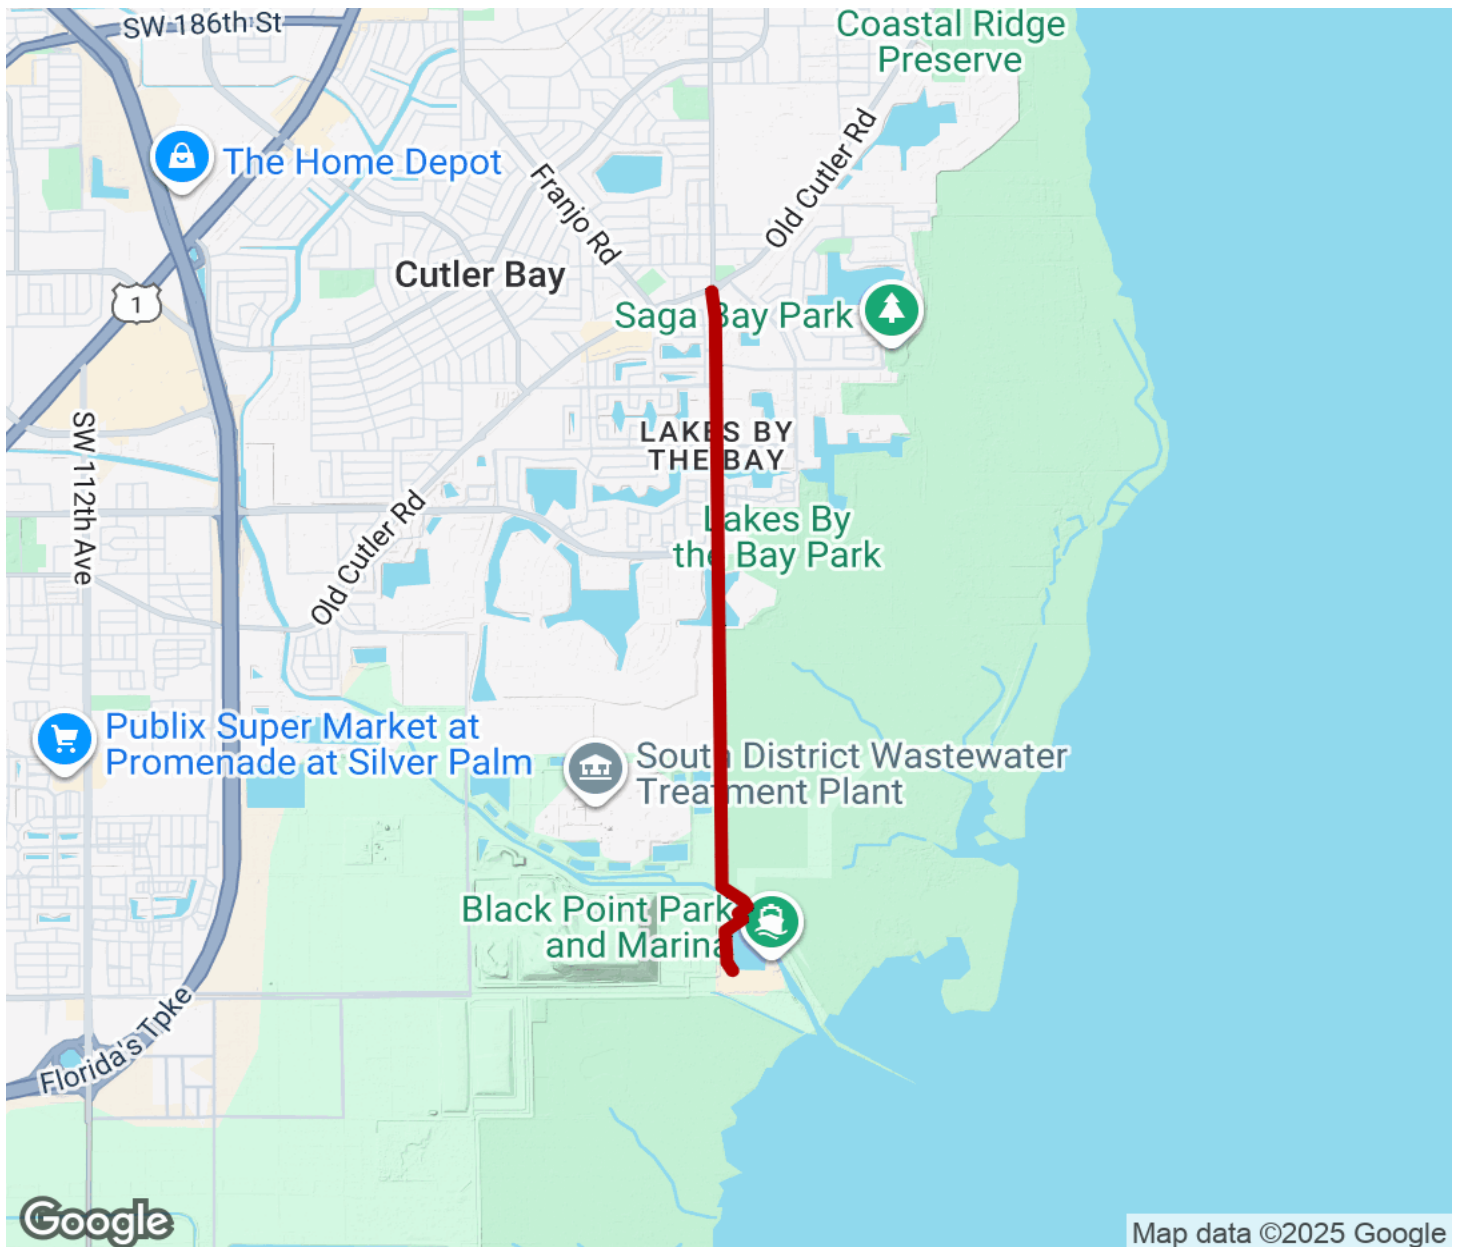 SW 186th St
Coastal Ridge
Preserve
The Home Depot
Franjo Rd
Old Cutler Rd
Cutler Bay
1
Saga Bay Park
SW 112th Ave
LAKES BY
THE BAY
Old Cutler Rd
Lakes By
the Bay Park
Publix Super Market at
Promenade at Silver Palm
South District Wastewater
Treatment Plant
Black Point Park
and Marina
Florida's Tpke
Google
Map data ©2025 Google